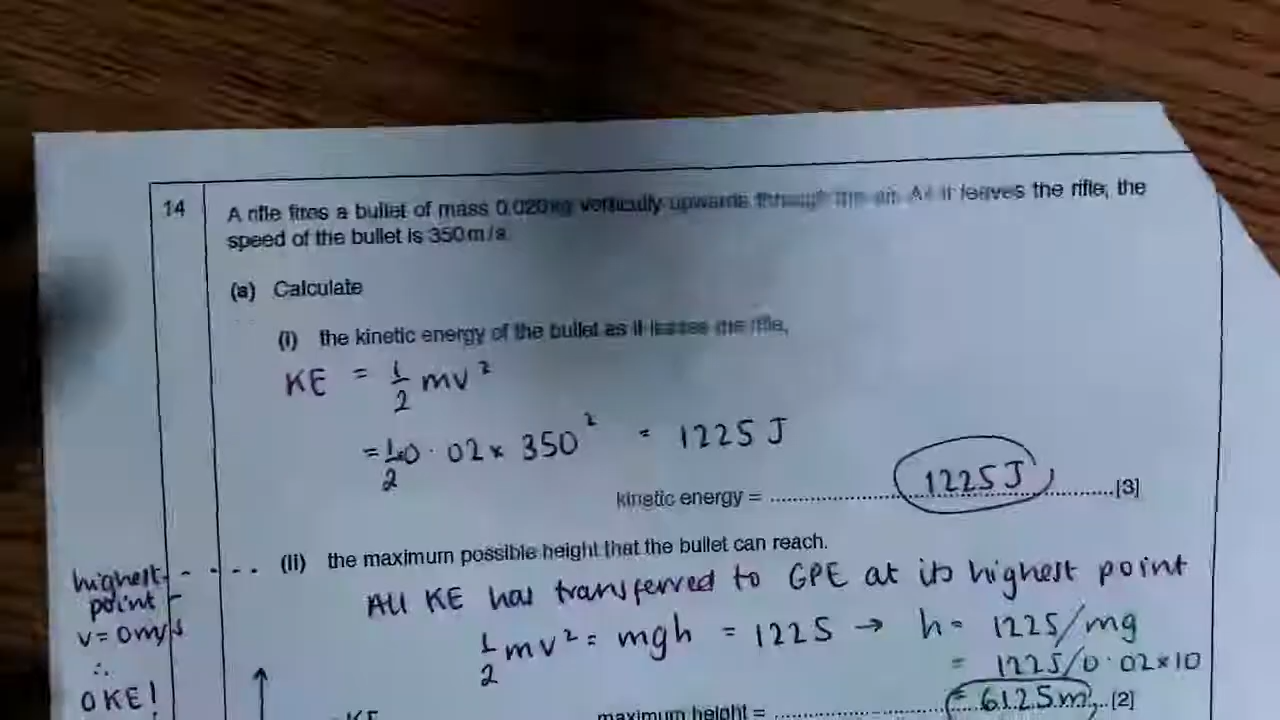 14
A rifle fires a bullet of mass 0.020kg vertically upwards through the air. As it leaves the rifle, the
speed of the bullet is 350m/s.
(a) Calculate
(i) the kinetic energy of the bullet as it leaves the rifle,
KE = 1/2 mv²
= 1/2 × 0.02 × 350² = 1225 J
kinetic energy = .......... 1225 J ..........[3]
(ii) the maximum possible height that the bullet can reach.
highest point v = 0 m/s ∴ 0 KE!
All KE has transferred to GPE at its highest point
1/2 mv² = mgh = 1225 → h = 1225/mg
= 1225/0.02×10
maximum height = .......... = 6125m ..[2]
KE